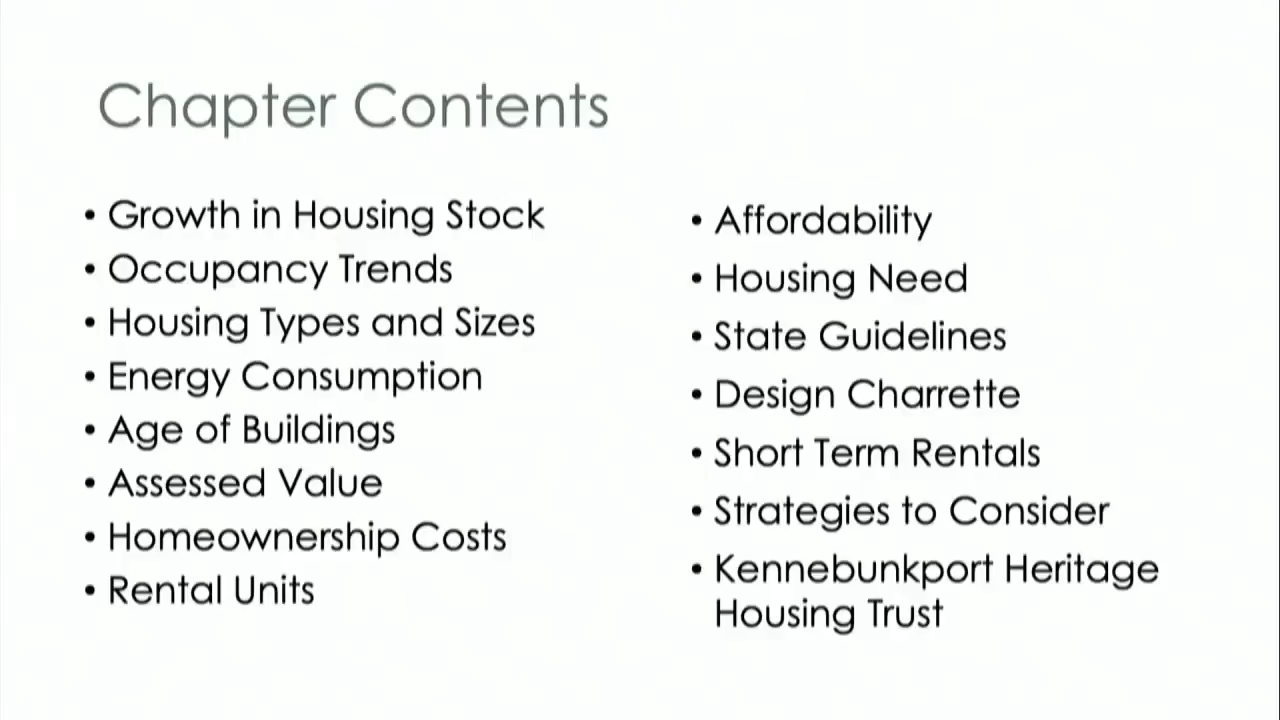 Chapter Contents
• Growth in Housing Stock
• Occupancy Trends
• Housing Types and Sizes
• Energy Consumption
• Age of Buildings
• Assessed Value
• Homeownership Costs
• Rental Units
• Affordability
• Housing Need
• State Guidelines
• Design Charrette
• Short Term Rentals
• Strategies to Consider
• Kennebunkport Heritage
Housing Trust